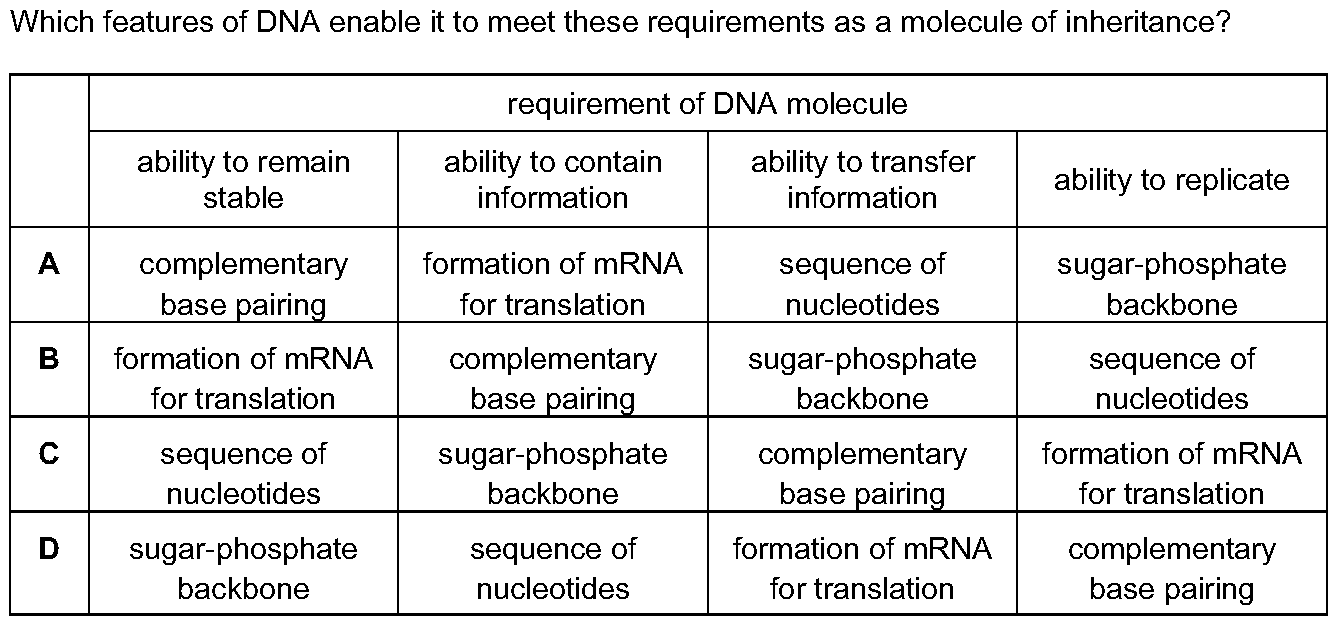 Which features of DNA enable it to meet these requirements as a molecule of inheritance?
requirement of DNA molecule
ability to remain
stable
ability to contain
information
ability to transfer
information
ability to replicate
A
complementary
base pairing
formation of mRNA
for translation
sequence of
nucleotides
sugar-phosphate
backbone
B
formation of mRNA
for translation
complementary
base pairing
sugar-phosphate
backbone
sequence of
nucleotides
C
sequence of
nucleotides
sugar-phosphate
backbone
complementary
base pairing
formation of mRNA
for translation
D
sugar-phosphate
backbone
sequence of
nucleotides
formation of mRNA
for translation
complementary
base pairing